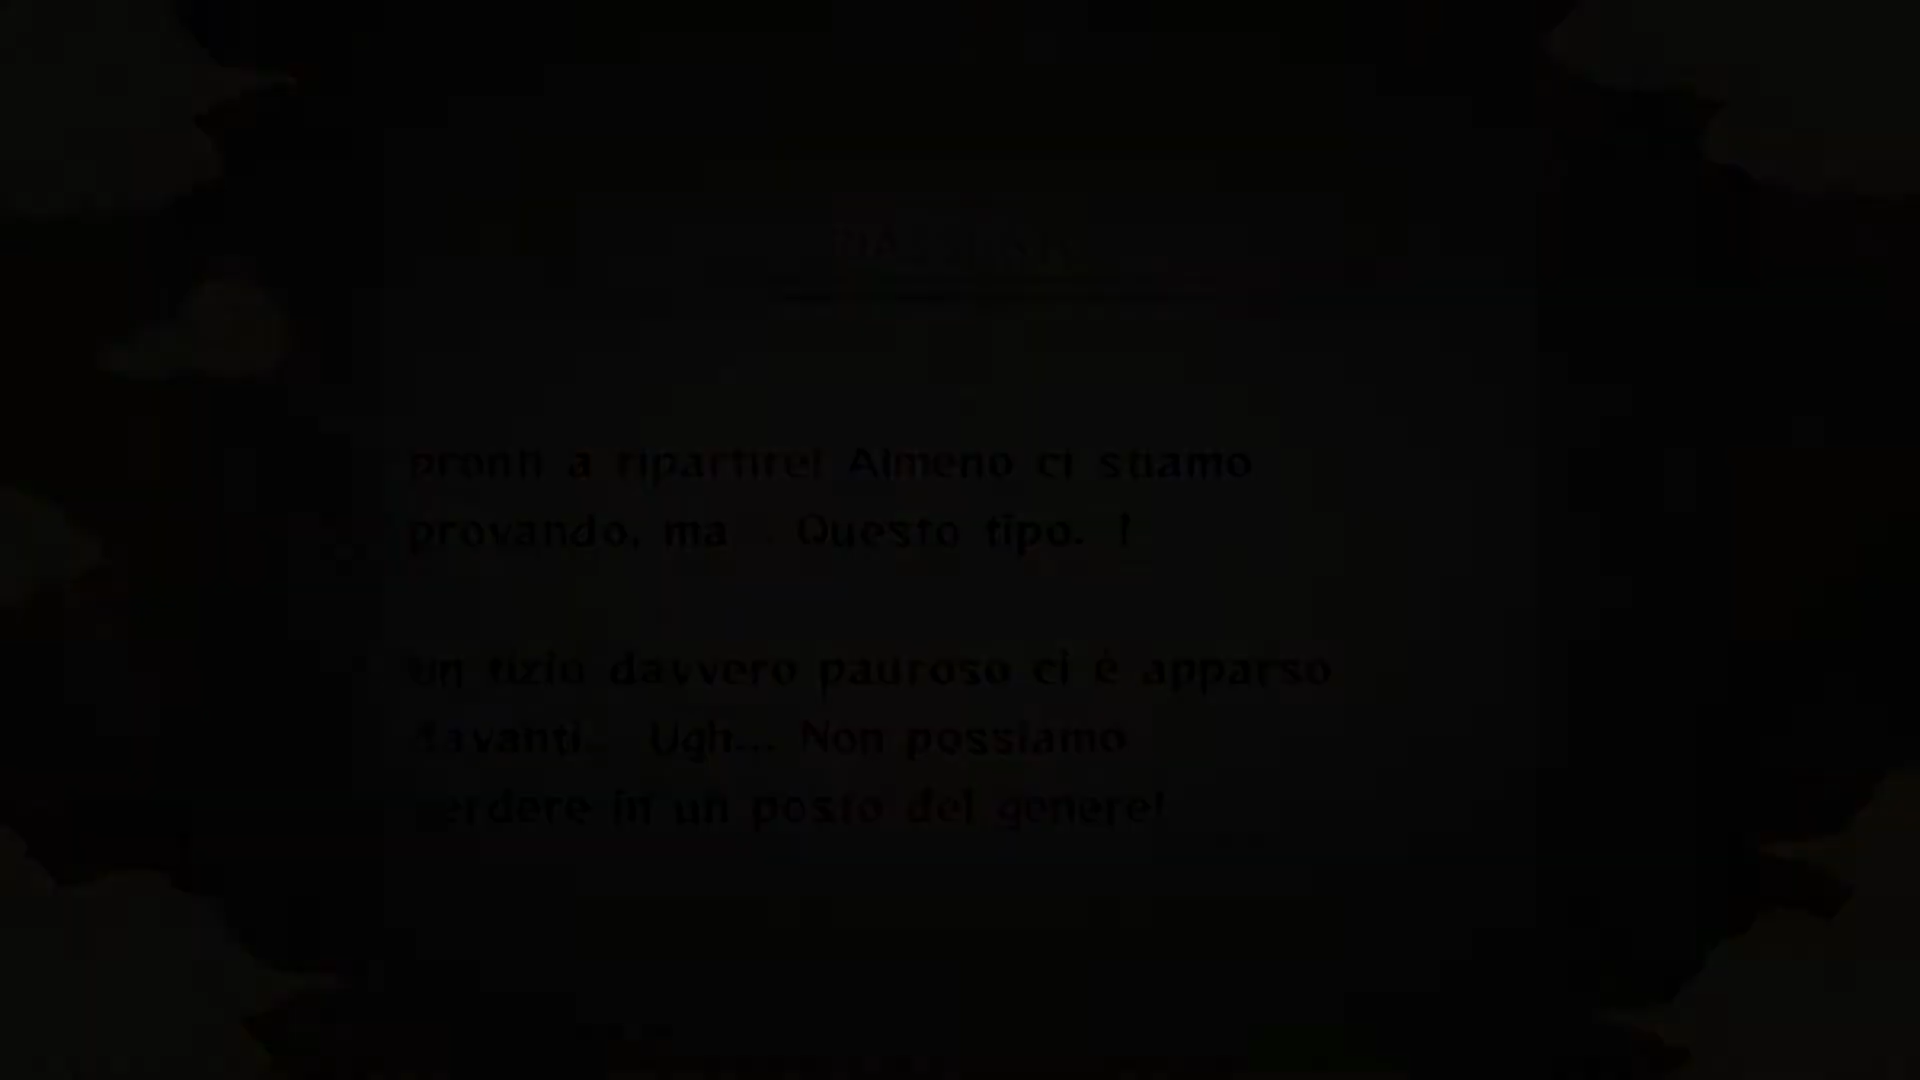 RIASSUNTO
pronti a ripartire! Almeno ci stiamo
provando, ma... Questo tipo...!
Un tizio davvero pauroso ci è apparso
davanti... Ugh... Non possiamo
perdere in un posto del genere!